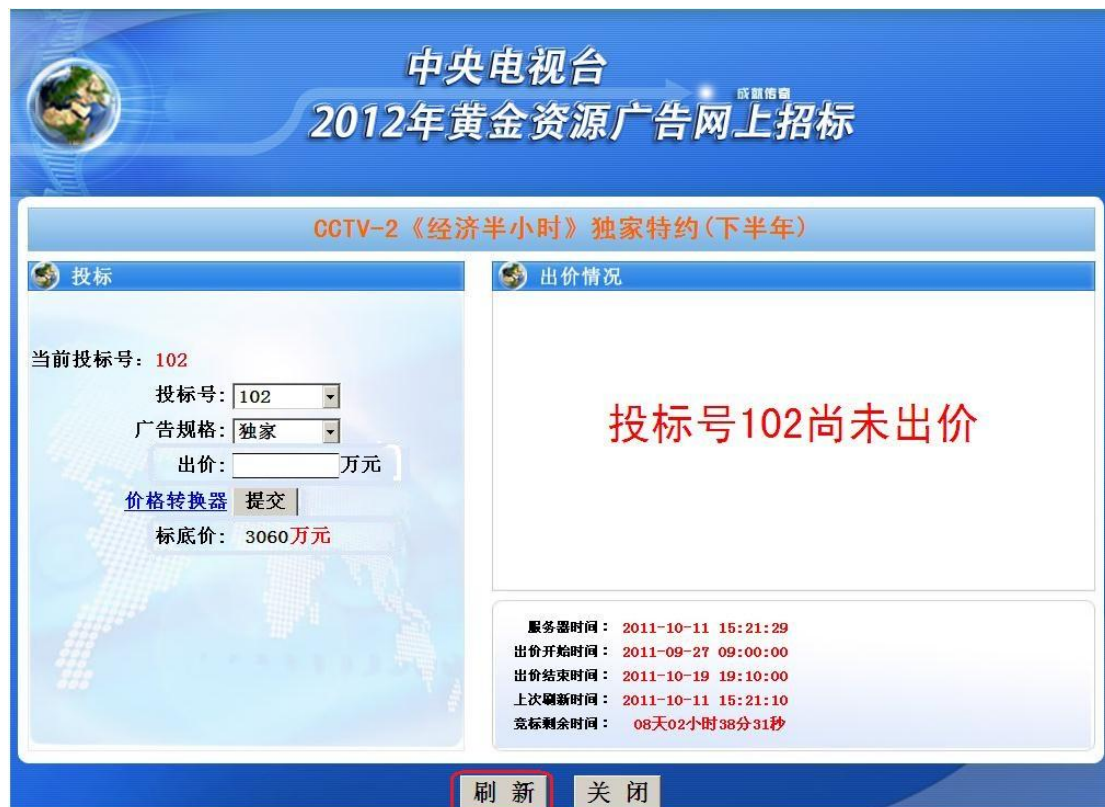 中央电视台
成就传奇
2012年黄金资源广告网上招标
CCTV-2《经济半小时》独家特约(下半年)
投标
当前投标号: 102
投标号: 102
广告规格: 独家
出价: 万元
价格转换器 提交
标底价: 3060万元
出价情况
投标号102尚未出价
服务器时间: 2011-10-11 15:21:29
出价开始时间: 2011-09-27 09:00:00
出价结束时间: 2011-10-19 19:10:00
上次刷新时间: 2011-10-11 15:21:10
竞标剩余时间: 08天02小时38分31秒
刷 新 关 闭